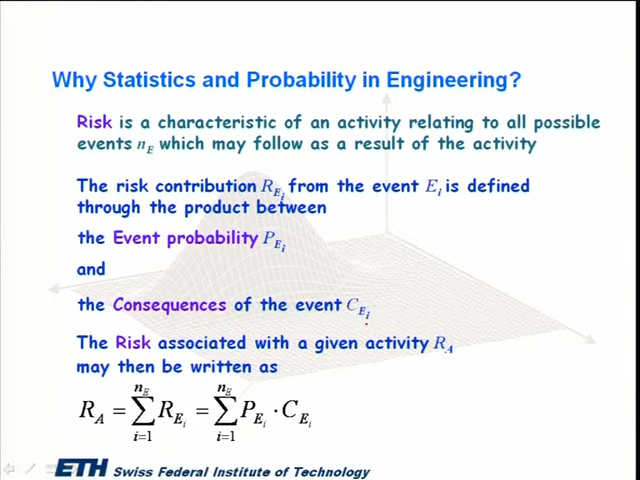 Why Statistics and Probability in Engineering?
Risk is a characteristic of an activity relating to all possible
events n_E which may follow as a result of the activity
The risk contribution R_{E_i} from the event E_i is defined
through the product between
the Event probability P_{E_i}
and
the Consequences of the event C_{E_i}
The Risk associated with a given activity R_A
may then be written as
R_A = \sum_{i=1}^{n_E} R_{E_i} = \sum_{i=1}^{n_E} P_{E_i} \cdot C_{E_i}
ETH Swiss Federal Institute of Technology